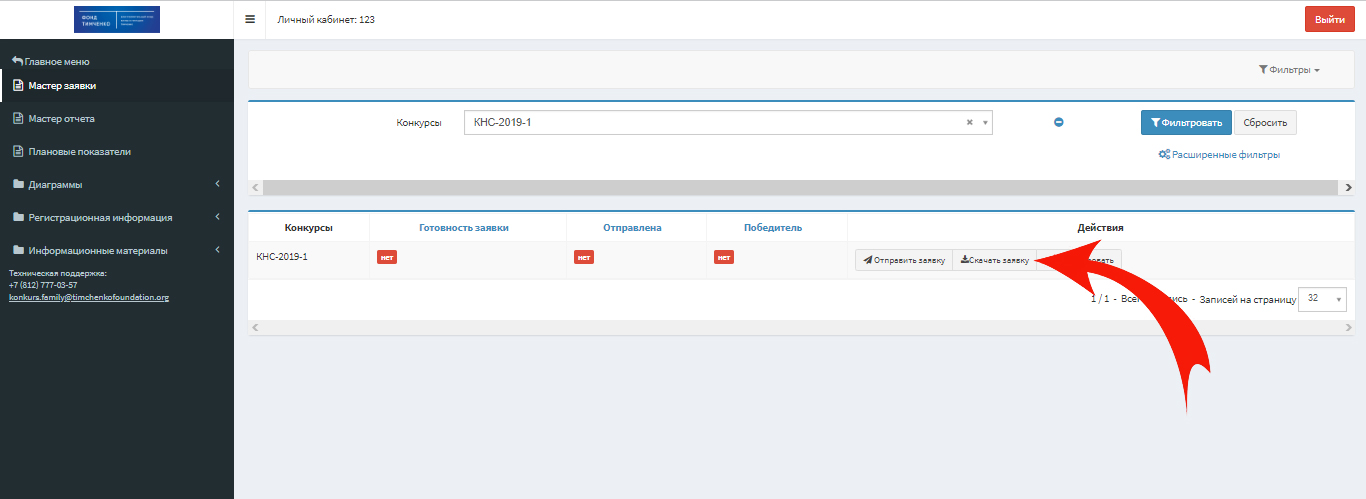 ФОНД
ТИМЧЕНКО
Личный кабинет: 123
Выйти
Главное меню
Мастер заявки
Мастер отчета
Плановые показатели
Диаграммы
Регистрационная информация
Информационные материалы
Техническая поддержка:
+7 (812) 777-03-57
konkurs.family@timchenkofoundation.org
Фильтры
Конкурсы КНС-2019-1 Фильтровать Сбросить
Расширенные фильтры
Конкурсы Готовность заявки Отправлена Победитель Действия
КНС-2019-1 нет нет нет Отправить заявку Скачать заявку
1 / 1 - - Записей на страницу 32